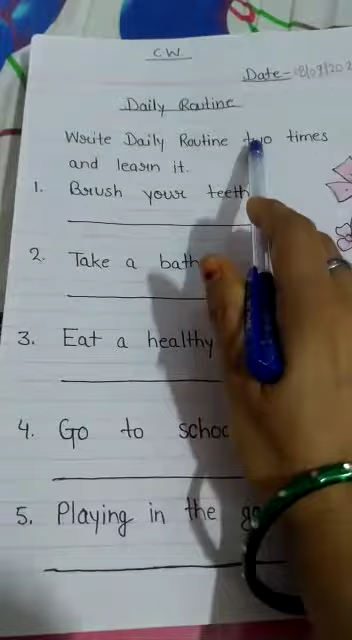 C.W.
Date-
Daily Routine
Write Daily Routine two times
and learn it.
1. Brush your teeth
2. Take a bath
3. Eat a healthy
4. Go to
5. Playing in the